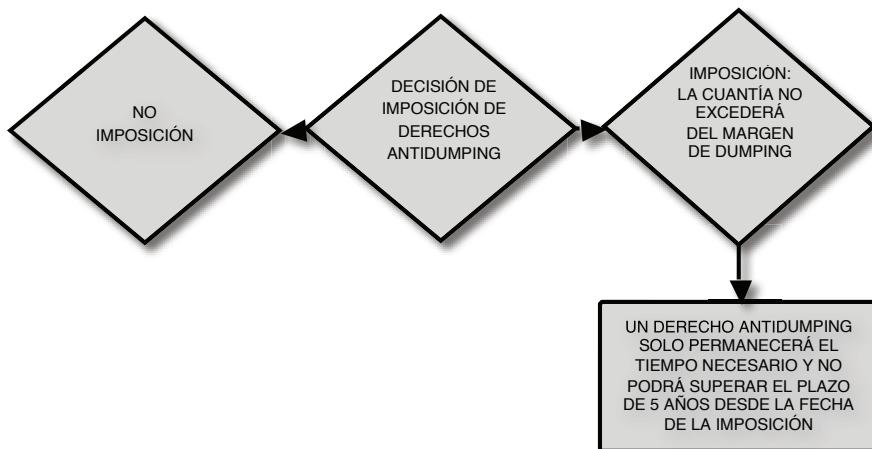 NO
IMPOSICIÓN
DECISIÓN DE
IMPOSICIÓN DE
DERECHOS
ANTIDUMPING
IMPOSICIÓN:
LA CUANTÍA NO
EXCEDERÁ
DEL MARGEN
DE DUMPING
UN DERECHO ANTIDUMPING
SOLO PERMANECERÁ EL
TIEMPO NECESARIO Y NO
PODRÁ SUPERAR EL PLAZO
DE 5 AÑOS DESDE LA FECHA
DE LA IMPOSICIÓN